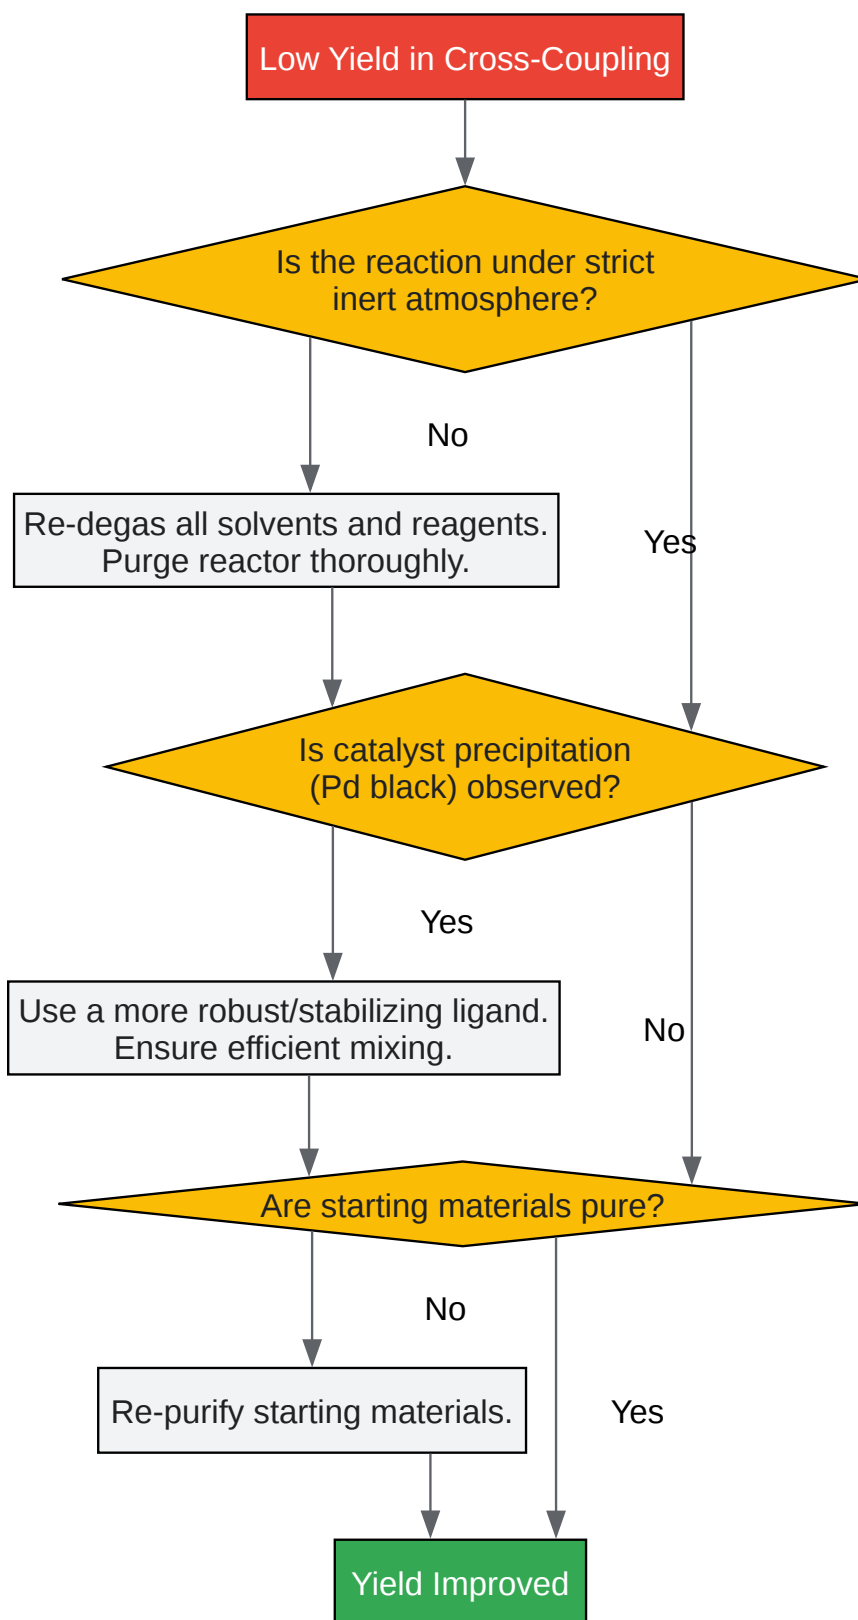 Low Yield in Cross-Coupling
Is the reaction under strict
inert atmosphere?
No
Re-degas all solvents and reagents.
Purge reactor thoroughly.
Yes
Is catalyst precipitation
(Pd black) observed?
Yes
Use a more robust/stabilizing ligand.
Ensure efficient mixing.
No
Are starting materials pure?
No
Re-purify starting materials.
Yes
Yield Improved